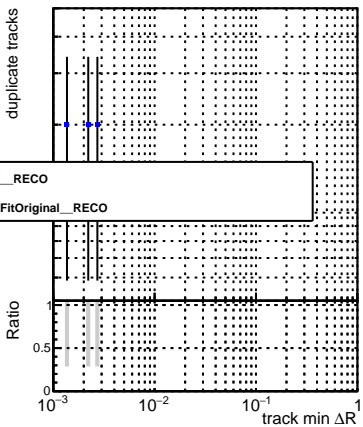 duplicate tracks
__RECO
FitOriginal__RECO
Ratio
1
0.5
0
10⁻³ 10⁻² 10⁻¹ 1
track min ΔR